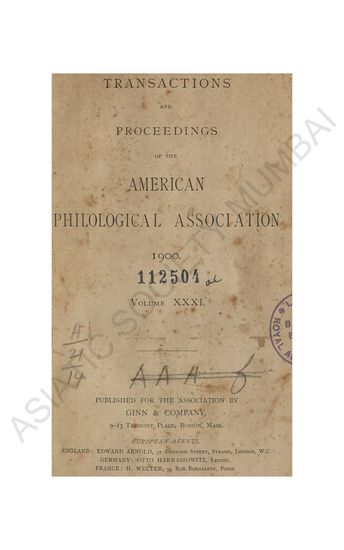 TRANSACTIONS
AND
PROCEEDINGS
OF THE
AMERICAN
PHILOLOGICAL ASSOCIATION
1900.
112504
VOLUME XXXI.
A
21
14
A A A f
PUBLISHED FOR THE ASSOCIATION BY
GINN & COMPANY,
9–13 TREMONT PLACE, BOSTON, MASS.
EUROPEAN AGENTS.
ENGLAND: EDWARD ARNOLD, 37 BEDFORD STREET, STRAND, LONDON, W.C.
GERMANY: OTTO HARRASSOWITZ, LEIPZIG.
FRANCE: H. WELTER, 59 RUE BONAPARTE, PARIS.
ASIATIC SOCIETY MUMBAI